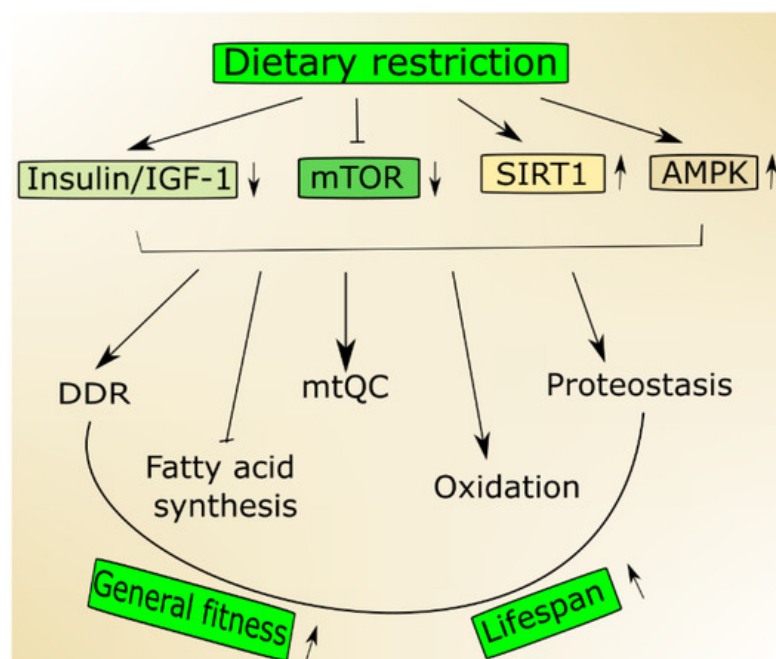 Dietary restriction
Insulin/IGF-1
mTOR
SIRT1
AMPK
DDR
mtQC
Proteostasis
Fatty acid
synthesis
Oxidation
General fitness
Lifespan